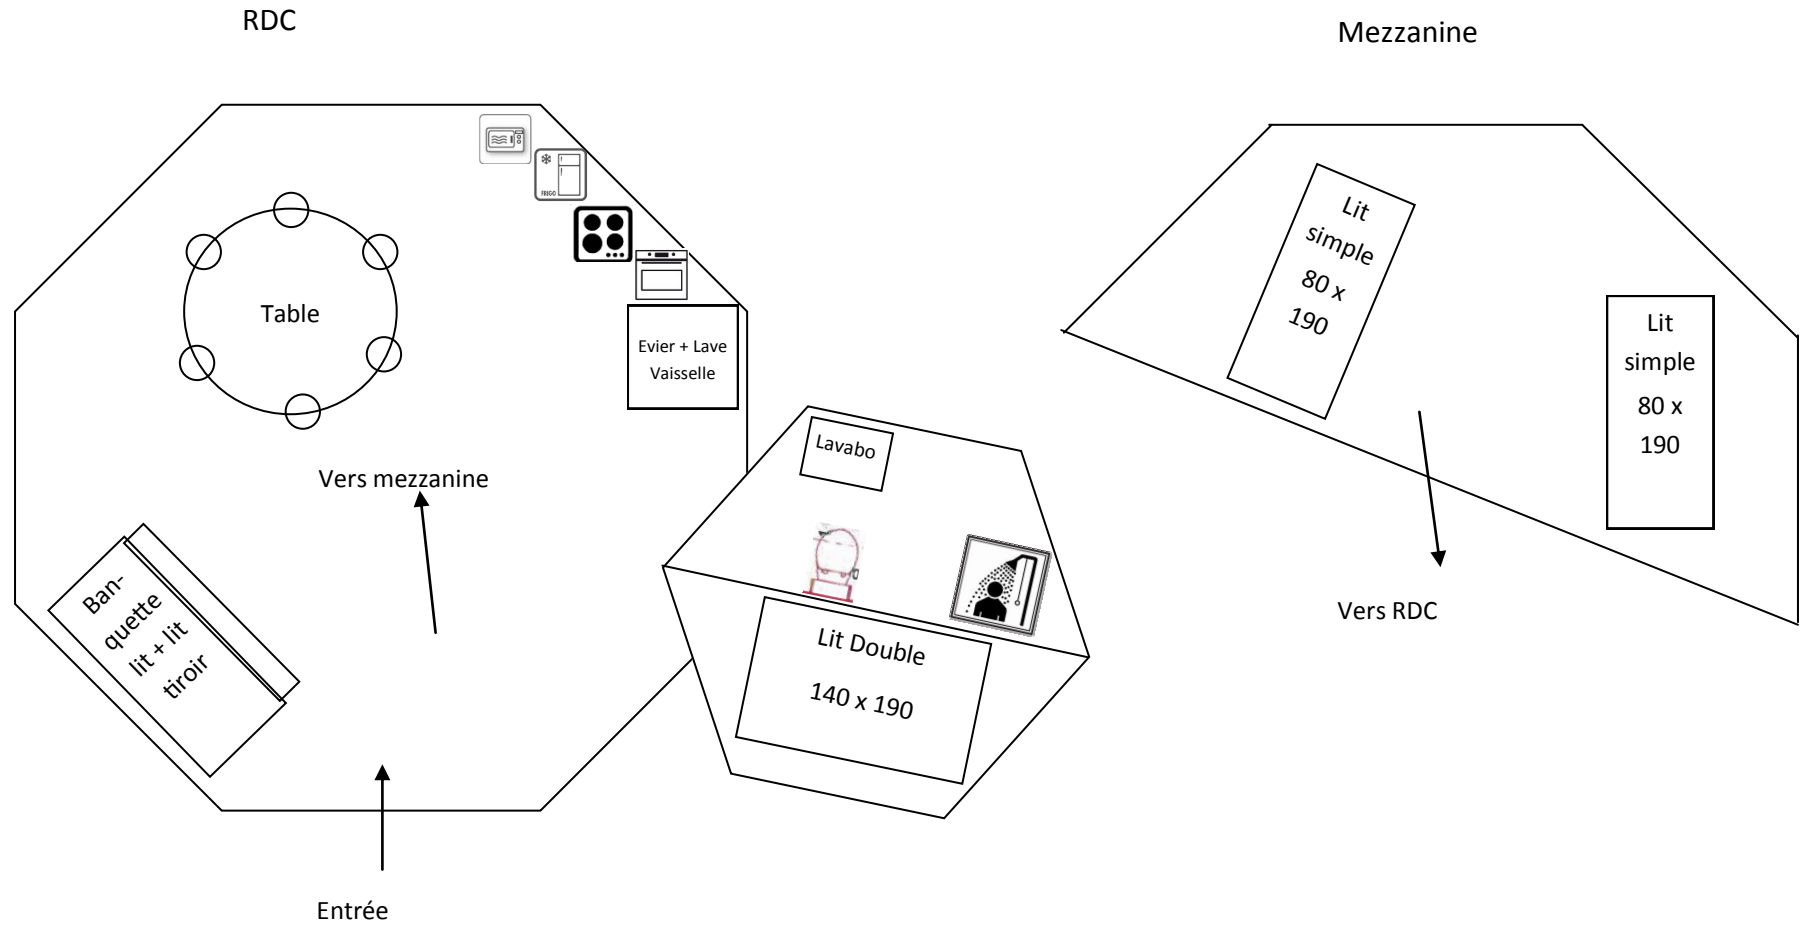 RDC
Mezzanine
FRIGO
Table
Evier + Lave
Vaisselle
Lavabo
Vers mezzanine
Ban-
quette
lit + lit
tiroir
Lit Double
140 x 190
Entrée
Lit
simple
80 x
190
Lit
simple
80 x
190
Vers RDC